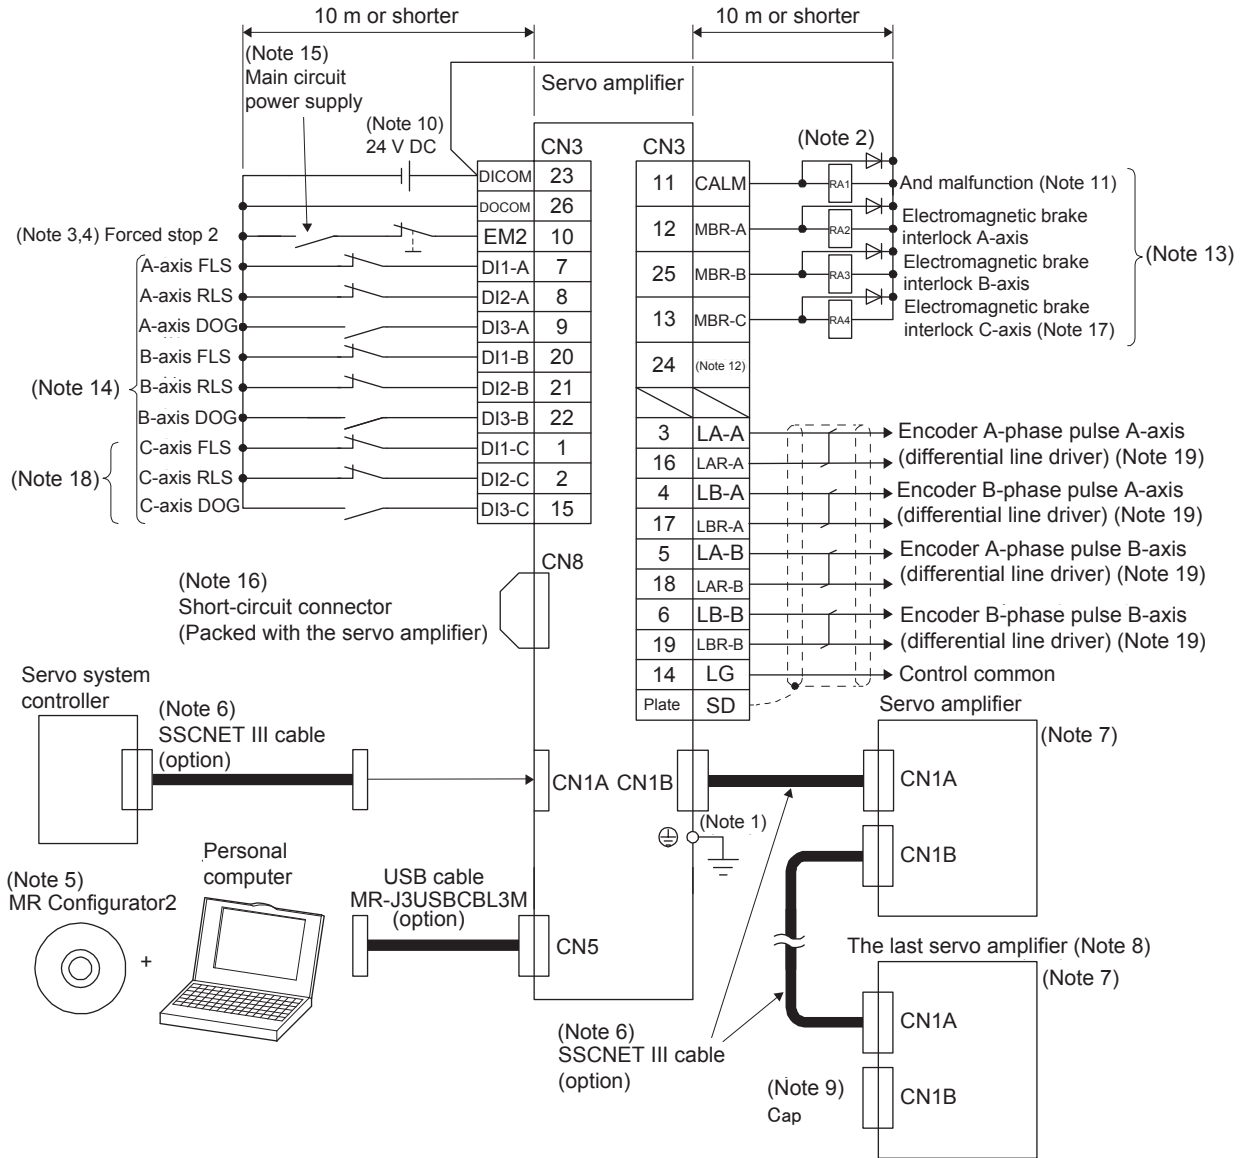 10 m or shorter
10 m or shorter
(Note 15)
Main circuit
power supply
Servo amplifier
(Note 10)
24 V DC
(Note 2)
CN3
CN3
DICOM 23
DOCOM 26
(Note 3,4) Forced stop 2 EM2 10
A-axis FLS DI1-A 7
A-axis RLS DI2-A 8
A-axis DOG DI3-A 9
B-axis FLS DI1-B 20
(Note 14) B-axis RLS DI2-B 21
B-axis DOG DI3-B 22
C-axis FLS DI1-C 1
(Note 18) C-axis RLS DI2-C 2
C-axis DOG DI3-C 15
11 CALM RA1 And malfunction (Note 11)
12 MBR-A RA2 Electromagnetic brake
interlock A-axis
(Note 13)
25 MBR-B RA3 Electromagnetic brake
interlock B-axis
13 MBR-C RA4 Electromagnetic brake
interlock C-axis (Note 17)
24 (Note 12)
3 LA-A Encoder A-phase pulse A-axis
16 LAR-A (differential line driver) (Note 19)
4 LB-A Encoder B-phase pulse A-axis
17 LBR-A (differential line driver) (Note 19)
5 LA-B Encoder A-phase pulse B-axis
18 LAR-B (differential line driver) (Note 19)
6 LB-B Encoder B-phase pulse B-axis
19 LBR-B (differential line driver) (Note 19)
14 LG Control common
Plate SD
CN8
(Note 16)
Short-circuit connector
(Packed with the servo amplifier)
Servo system
controller
(Note 6)
SSCNET III cable
(option)
CN1A CN1B
(Note 1)
Servo amplifier
(Note 7)
CN1A
CN1B
(Note 5)
MR Configurator2
+
Personal
computer
USB cable
MR-J3USBCBL3M
(option)
CN5
The last servo amplifier (Note 8)
(Note 7)
CN1A
CN1B
(Note 6)
SSCNET III cable
(option)
(Note 9)
Cap